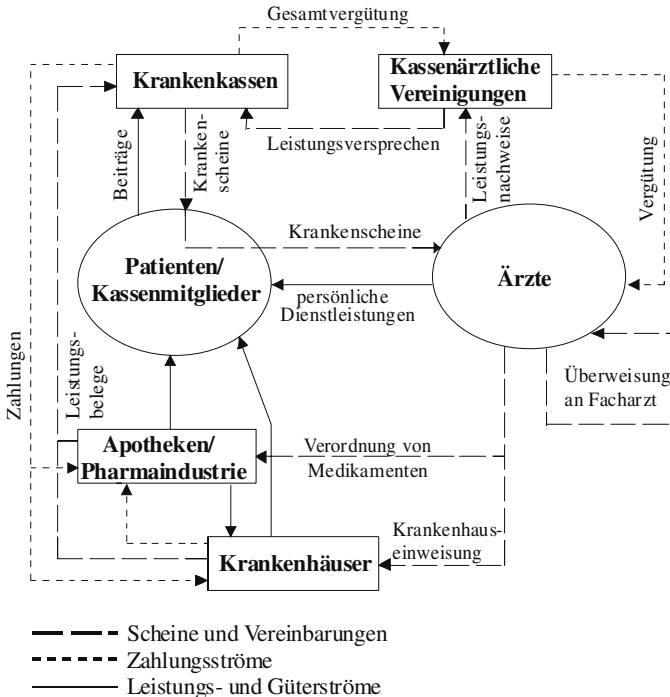 Gesamtvergütung
Krankenkassen
Kassenärztliche
Vereinigungen
Leistungsversprechen
Beiträge
Kranken-
scheine
Leistungs-
nachweise
Vergütung
Krankenscheine
Patienten/
Kassenmitglieder
Ärzte
persönliche
Dienstleistungen
Zahlungen
Leistungs-
belege
Überweisung
an Facharzt
Apotheken/
Pharmaindustrie
Verordnung von
Medikamenten
Krankenhaus-
einweisung
Krankenhäuser
Scheine und Vereinbarungen
Zahlungsströme
Leistungs- und Güterströme